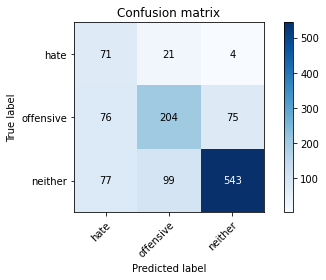 Confusion matrix
hate 71 21 4
offensive 76 204 75
neither 77 99 543
hate offensive neither
True label
Predicted label
500
400
300
200
100